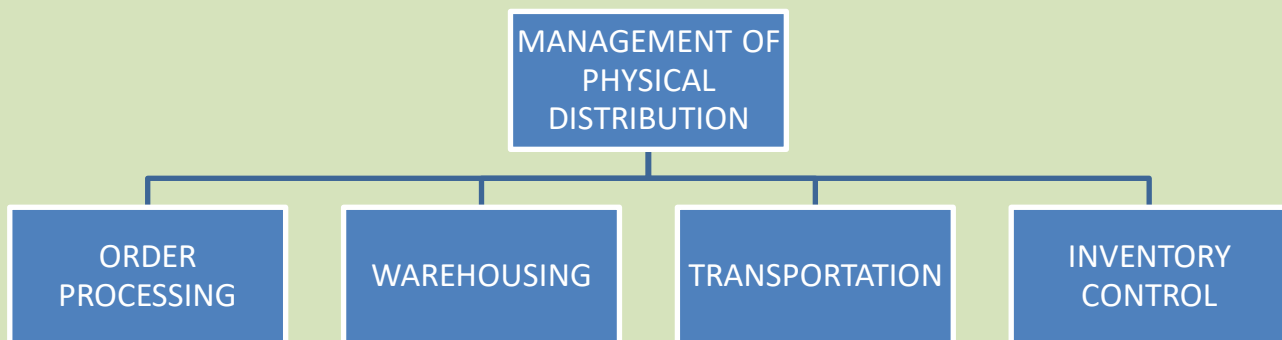 MANAGEMENT OF
PHYSICAL
DISTRIBUTION
ORDER
PROCESSING
WAREHOUSING
TRANSPORTATION
INVENTORY
CONTROL